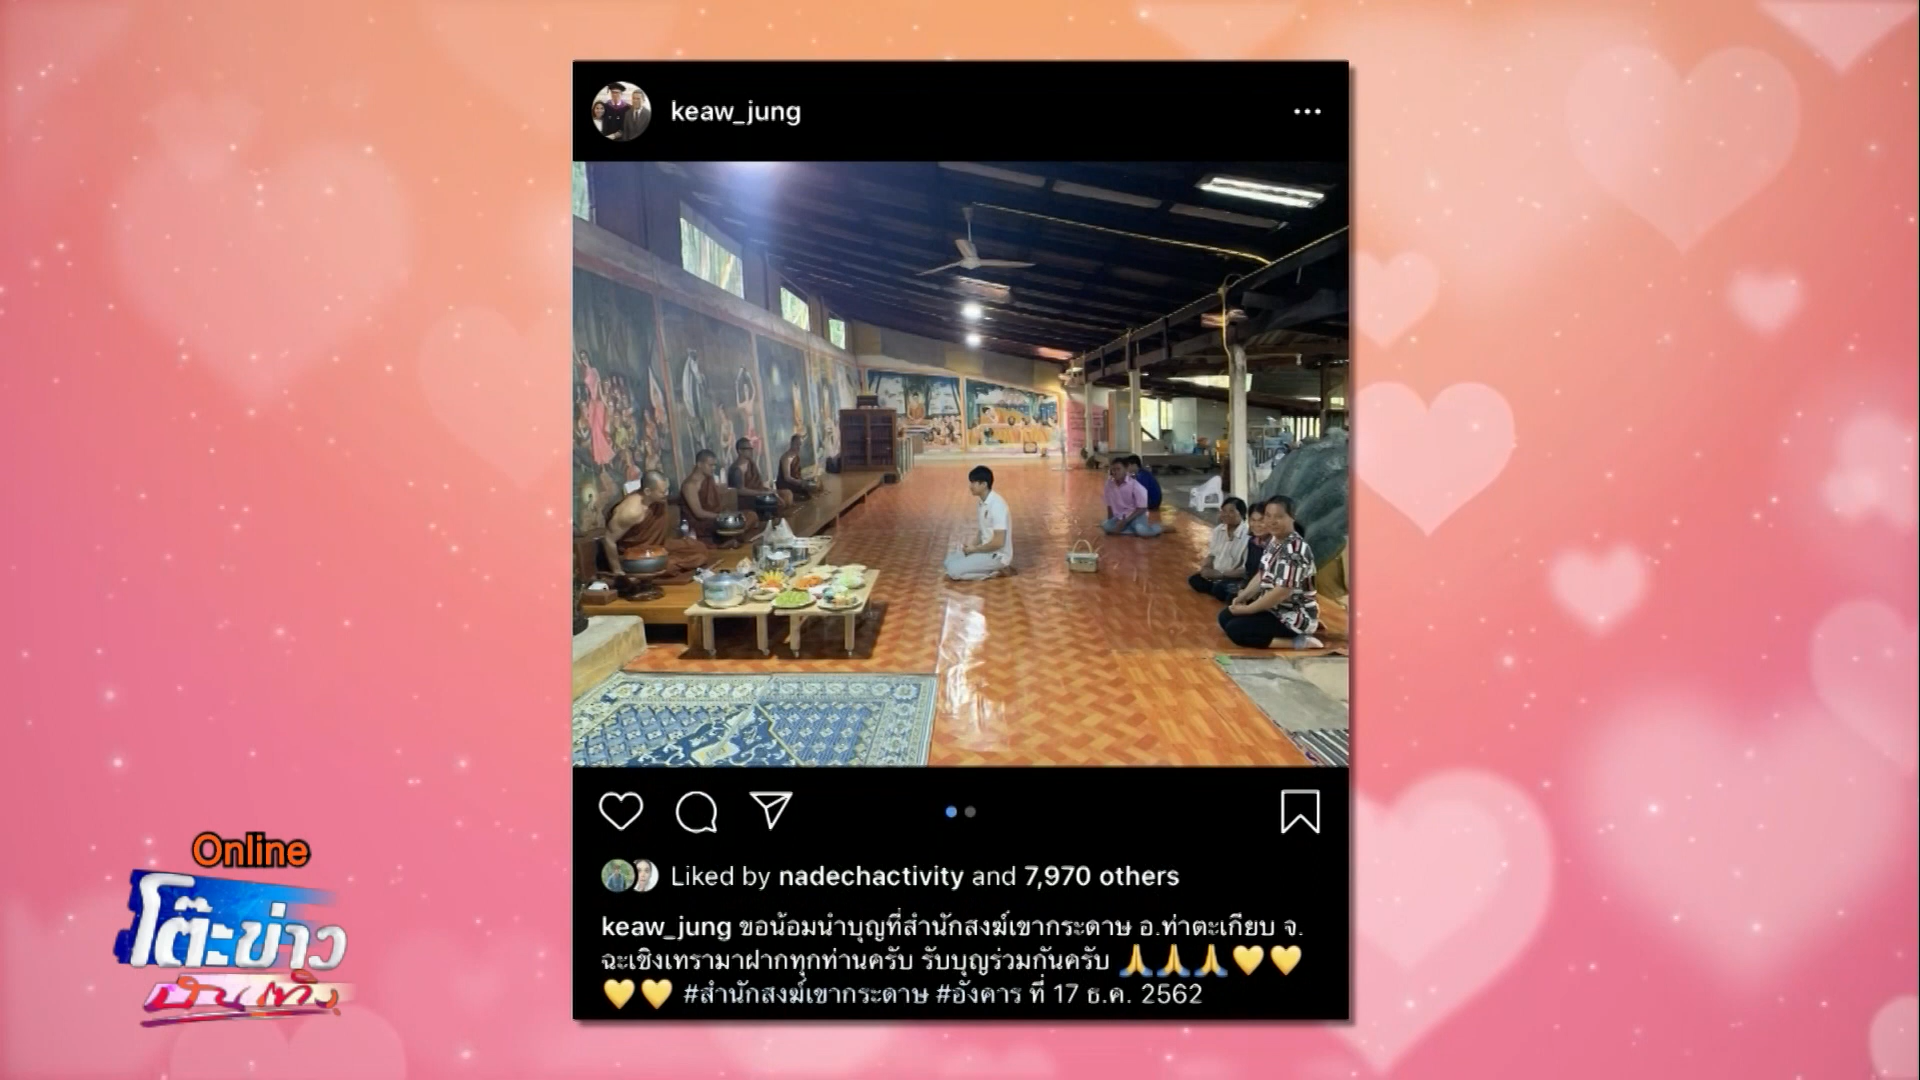 keaw_jung
Liked by nadechactivity and 7,970 others
keaw_jung ขอน้อมนำบุญที่สำนักสงฆ์เขากระดาษ อ.ท่าตะเกียบ จ.
ฉะเชิงเทรามาฝากทุกท่านครับ รับบุญร่วมกันครับ 🙏🙏🙏💛💛
💛💛 #สำนักสงฆ์เขากระดาษ #อังคาร ที่ 17 ธ.ค. 2562
Online
โต๊ะข่าว
บันเทิง